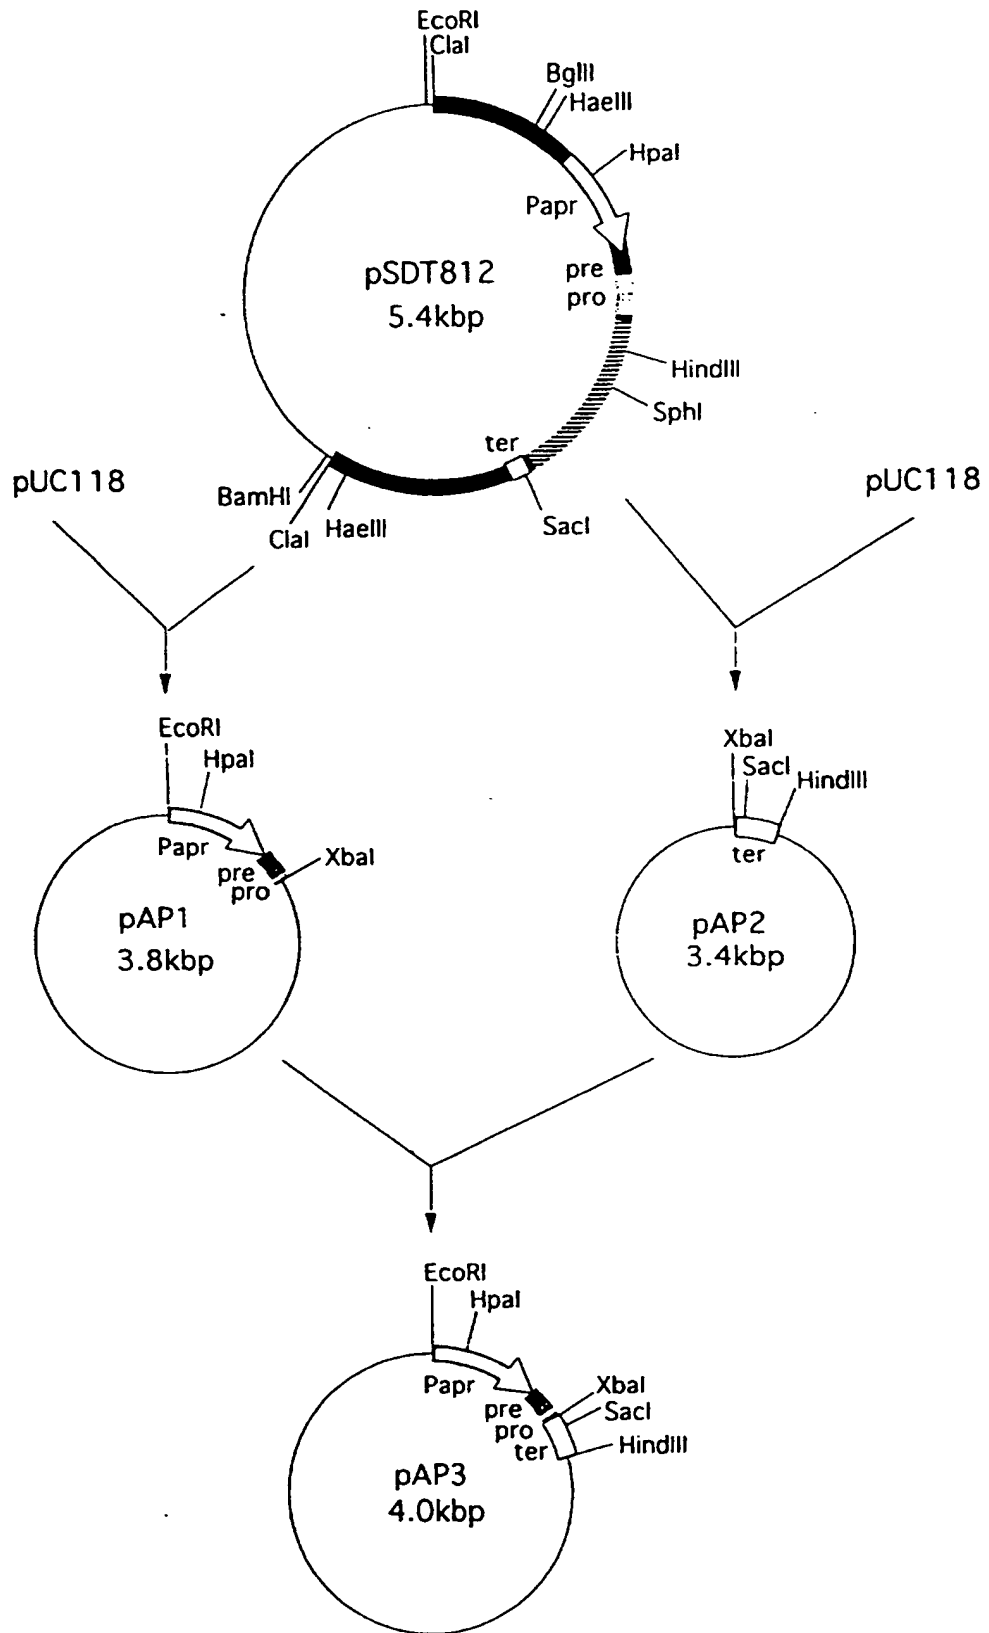 EcoRI
ClaI
BglII
HaeIII
HpaI
Papr
pSDT812
5.4kbp
pre
pro
HindIII
SphI
ter
SacI
BamHI
ClaI
HaeIII
pUC118
pUC118
EcoRI
HpaI
Papr
pre
pro
XbaI
pAP1
3.8kbp
XbaI
SacI
HindIII
ter
pAP2
3.4kbp
EcoRI
HpaI
Papr
pre
pro
ter
XbaI
SacI
HindIII
pAP3
4.0kbp